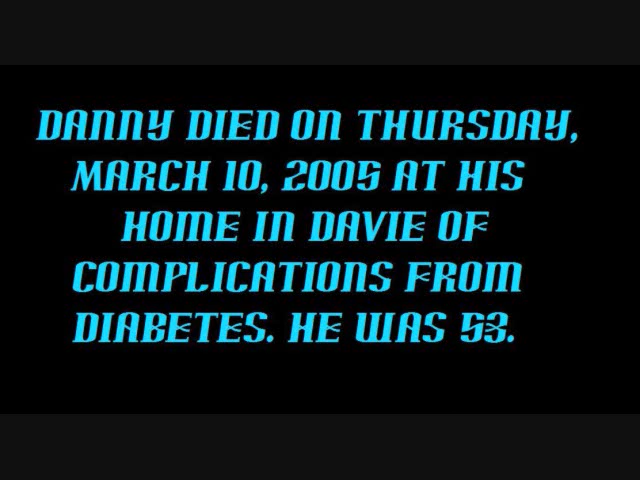 DANNY DIED ON THURSDAY,
MARCH 10, 2005 AT HIS
HOME IN DAVIE OF
COMPLICATIONS FROM
DIABETES. HE WAS 53.